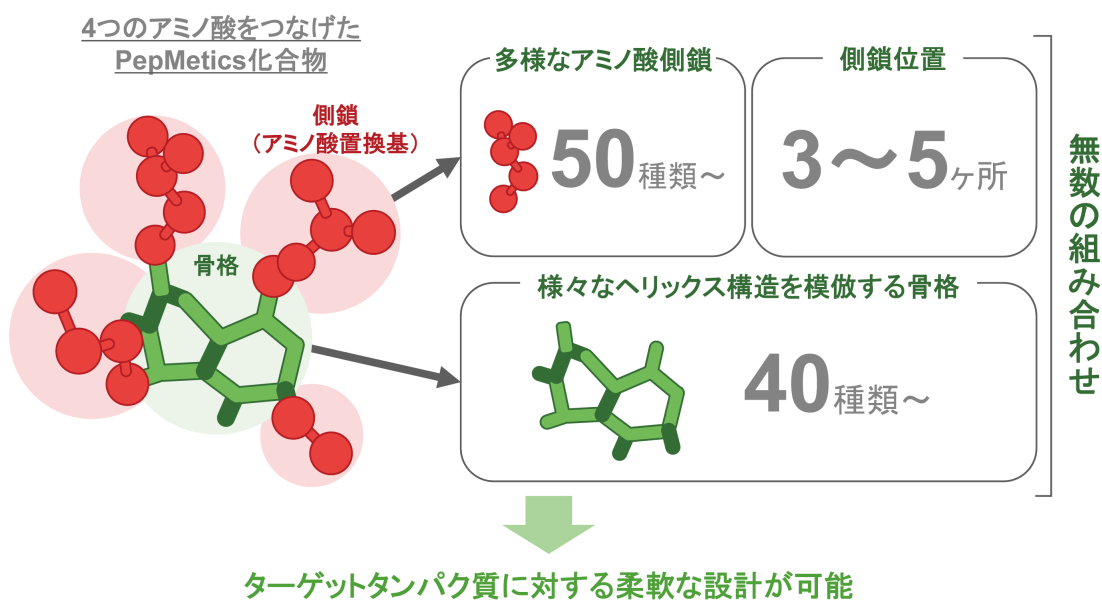 4つのアミノ酸をつなげた
PepMetics化合物
側鎖
（アミノ酸置換基）
骨格
多様なアミノ酸側鎖
50種類～
側鎖位置
3～5ヶ所
様々なヘリックス構造を模倣する骨格
40種類～
無数の組み合わせ
ターゲットタンパク質に対する柔軟な設計が可能